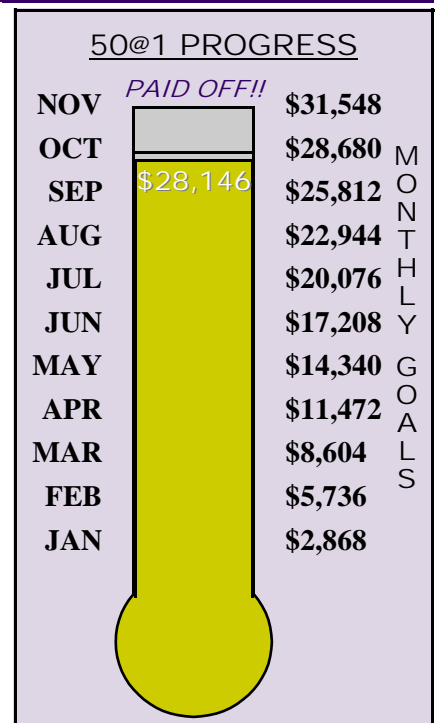 50@1 PROGRESS
PAID OFF!!
NOV $31,548
OCT $28,680
$28,146
SEP $25,812
AUG $22,944
JUL $20,076
JUN $17,208
MAY $14,340
APR $11,472
MAR $8,604
FEB $5,736
JAN $2,868
MONTHLY GOALS